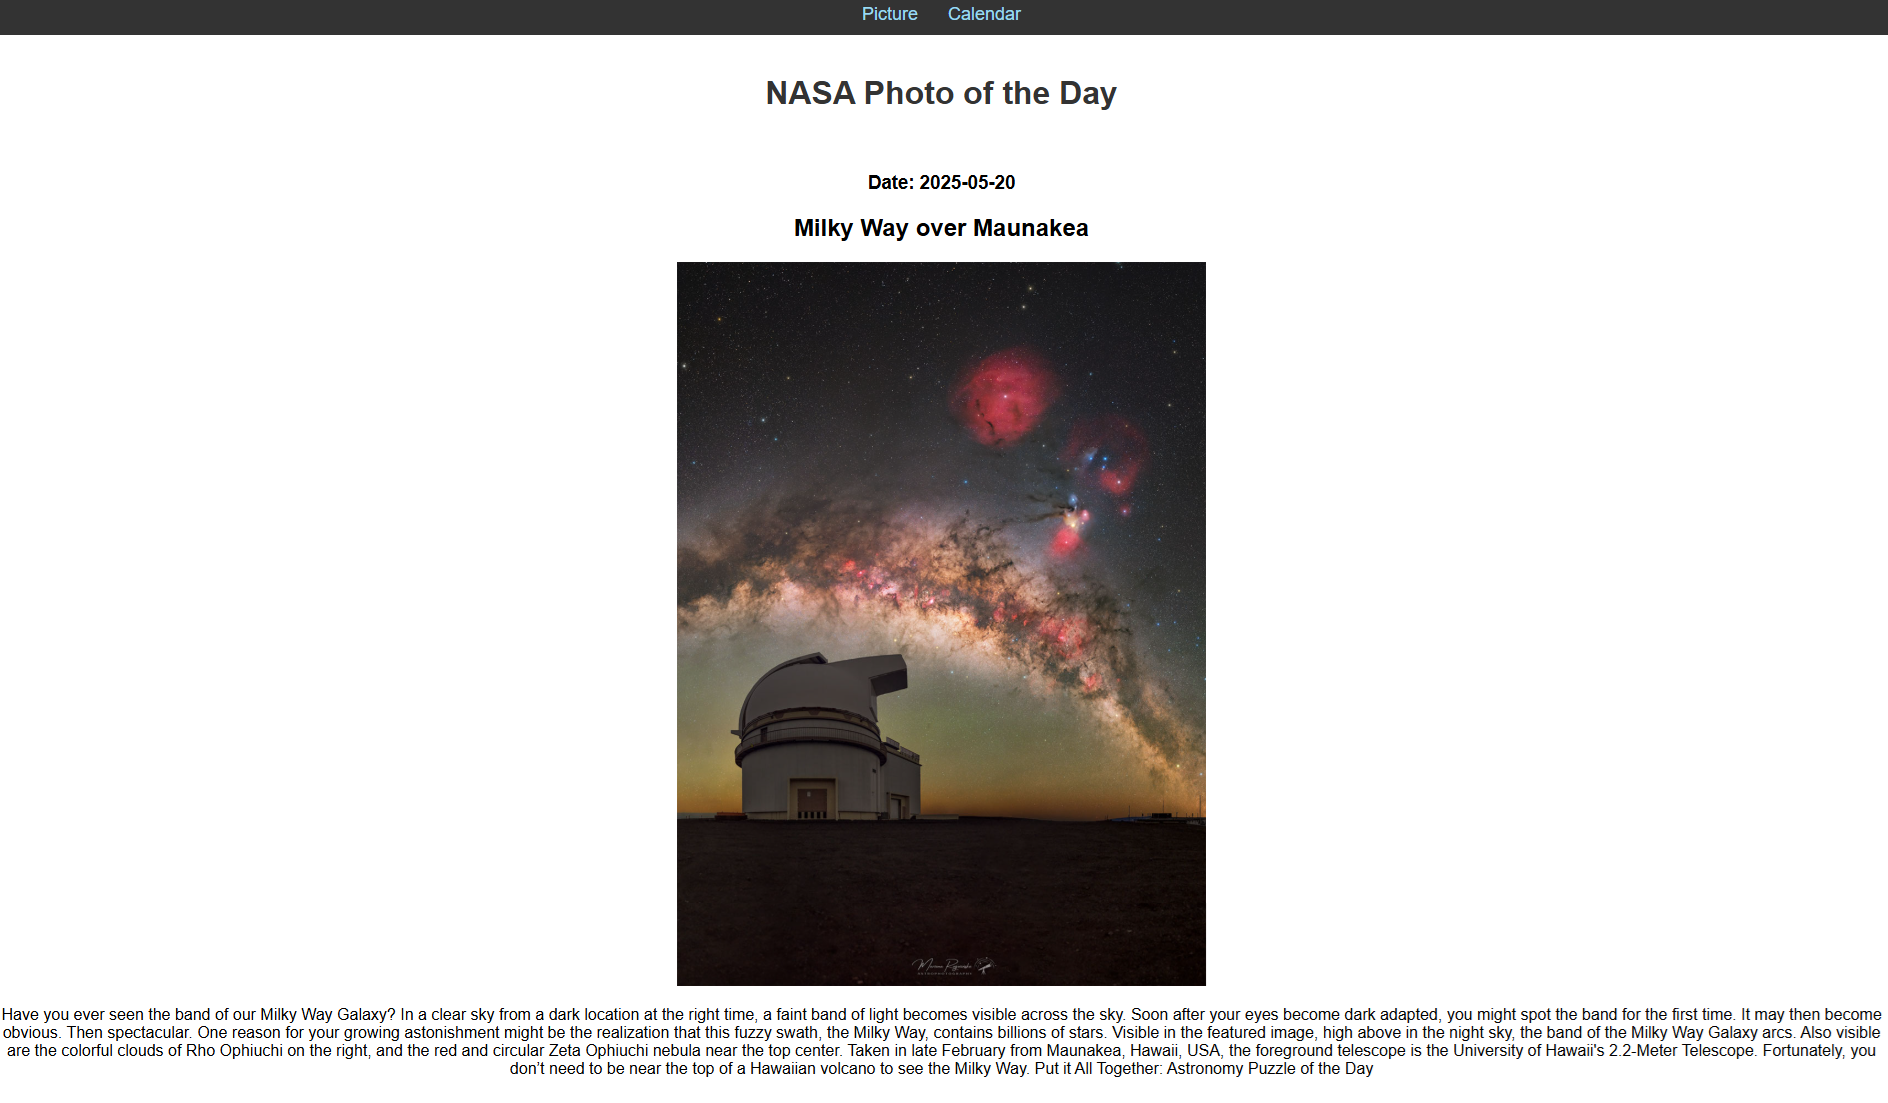 Picture Calendar
NASA Photo of the Day
Date: 2025-05-20
Milky Way over Maunakea
ASTROPHOTOGRAPHY
Have you ever seen the band of our Milky Way Galaxy? In a clear sky from a dark location at the right time, a faint band of light becomes visible across the sky. Soon after your eyes become dark adapted, you might spot the band for the first time. It may then become
obvious. Then spectacular. One reason for your growing astonishment might be the realization that this fuzzy swath, the Milky Way, contains billions of stars. Visible in the featured image, high above in the night sky, the band of the Milky Way Galaxy arcs. Also visible
are the colorful clouds of Rho Ophiuchi on the right, and the red and circular Zeta Ophiuchi nebula near the top center. Taken in late February from Maunakea, Hawaii, USA, the foreground telescope is the University of Hawaii's 2.2-Meter Telescope. Fortunately, you
don’t need to be near the top of a Hawaiian volcano to see the Milky Way. Put it All Together: Astronomy Puzzle of the Day